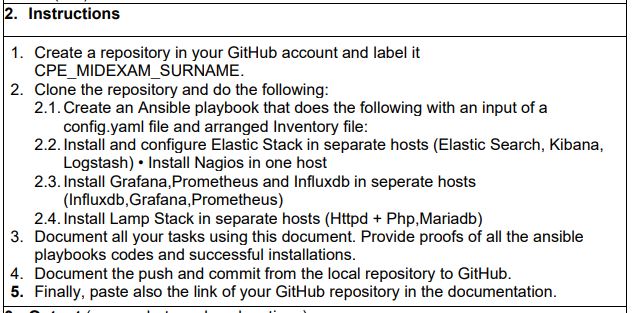 2. Instructions
1. Create a repository in your GitHub account and label it
CPE_MIDEXAM_SURNAME.
2. Clone the repository and do the following:
2.1. Create an Ansible playbook that does the following with an input of a
config.yaml file and arranged Inventory file:
2.2. Install and configure Elastic Stack in separate hosts (Elastic Search, Kibana,
Logstash) • Install Nagios in one host
2.3. Install Grafana,Prometheus and Influxdb in seperate hosts
(Influxdb,Grafana,Prometheus)
2.4. Install Lamp Stack in separate hosts (Httpd + Php,Mariadb)
3. Document all your tasks using this document. Provide proofs of all the ansible
playbooks codes and successful installations.
4. Document the push and commit from the local repository to GitHub.
5. Finally, paste also the link of your GitHub repository in the documentation.